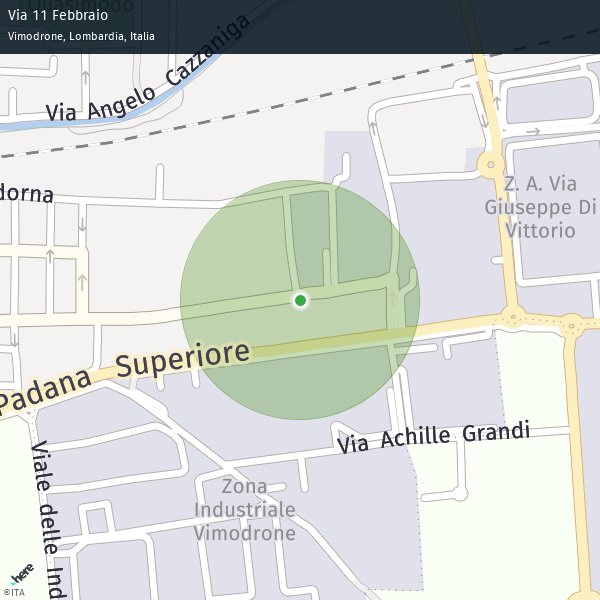 Via 11 Febbraio
Vimodrone, Lombardia, Italia
Quasimodo
Via Angelo Cazzaniga
dorna
Z. A. Via
Giuseppe Di
Vittorio
Padana Superiore
Via Achille Grandi
Viale delle Ind
Zona
Industriale
Vimodrone
here
©ITA